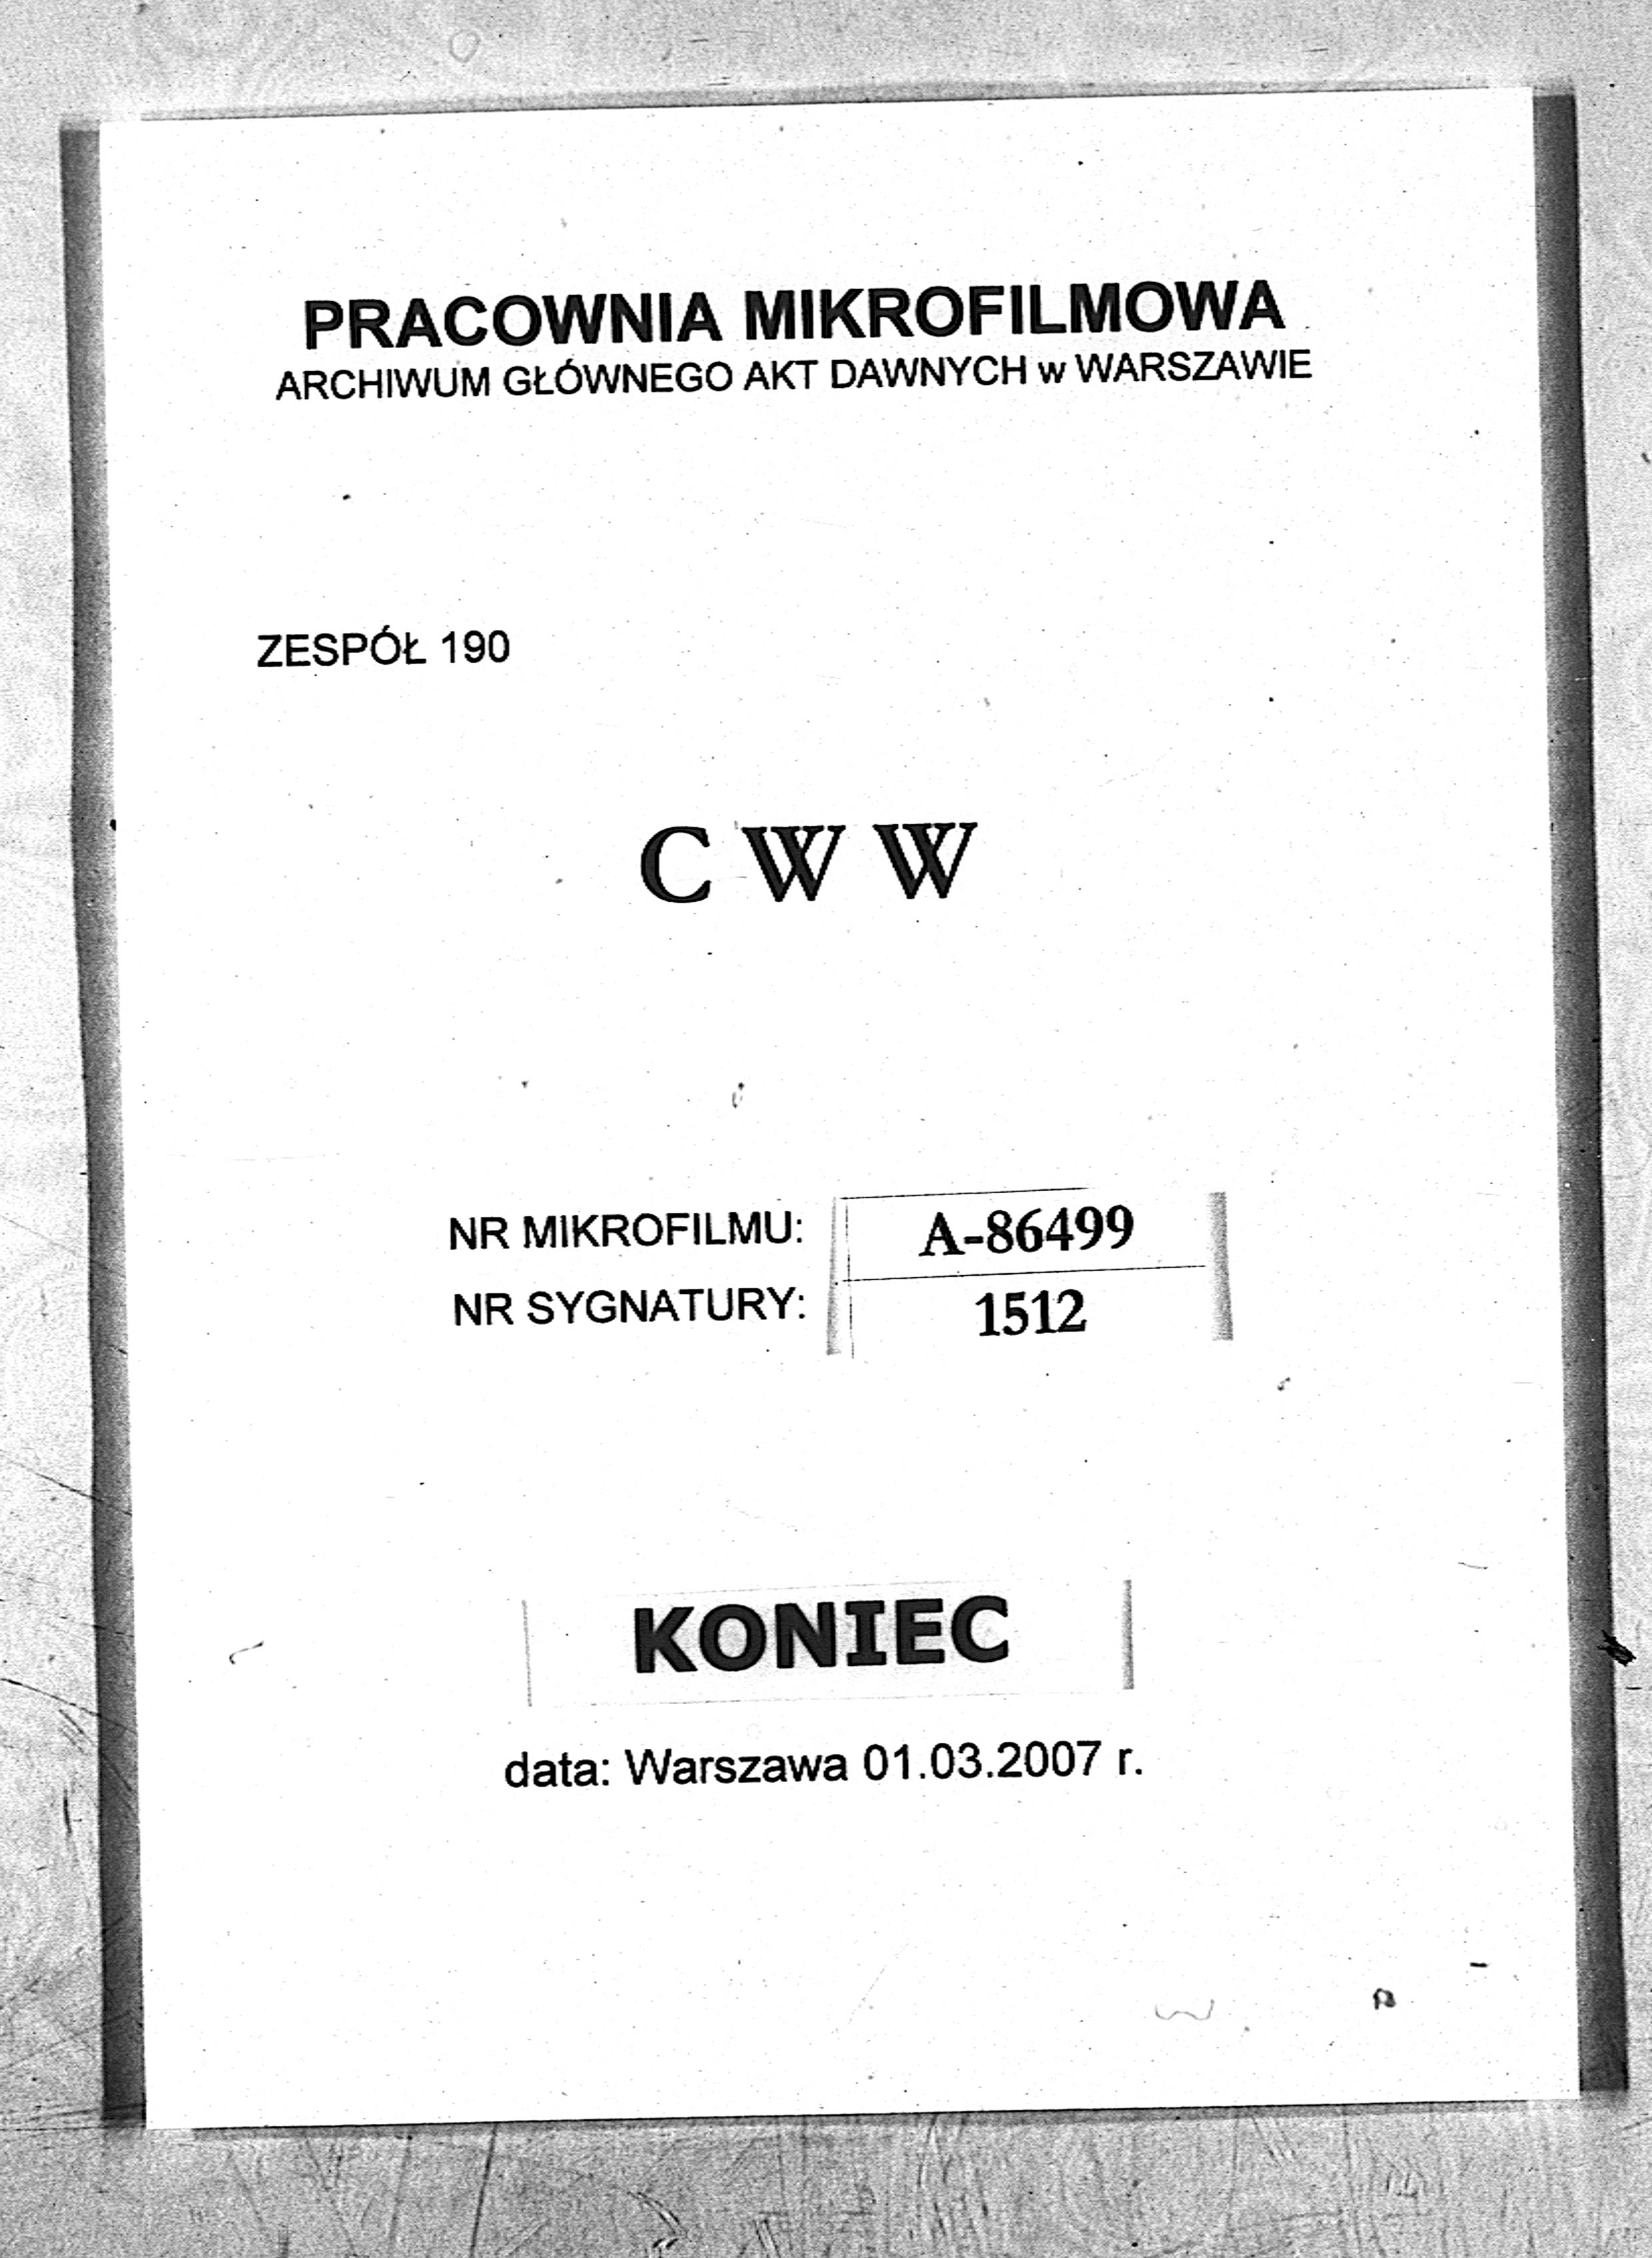 PRACOWNIA MIKROFILMOWA
ARCHIWUM GŁÓWNEGO AKT DAWNYCH w WARSZAWIE
ZESPÓŁ 190
C W W
NR MIKROFILMU: A-86499
NR SYGNATURY: 1512
KONIEC
data: Warszawa 01.03.2007 r.